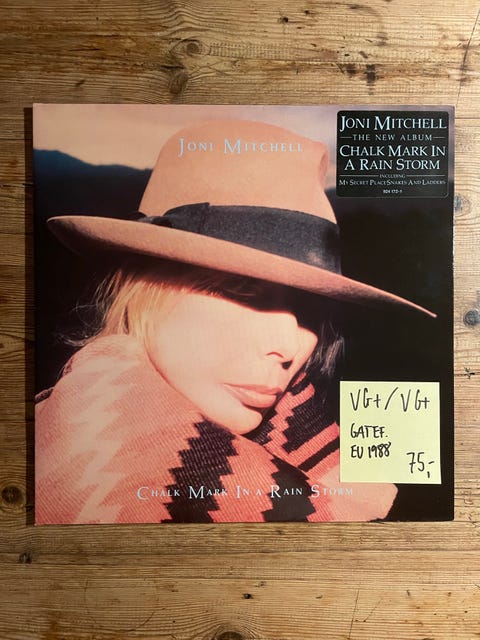 JONI MITCHELL
JONI MITCHELL
THE NEW ALBUM
CHALK MARK IN
A RAIN STORM
INCLUDING
MY SECRET PLACE SNAKES AND LADDERS
924 172-1
VG+/VG+
GATEF.
EU 1988
75,-
CHALK MARK IN A RAIN STORM